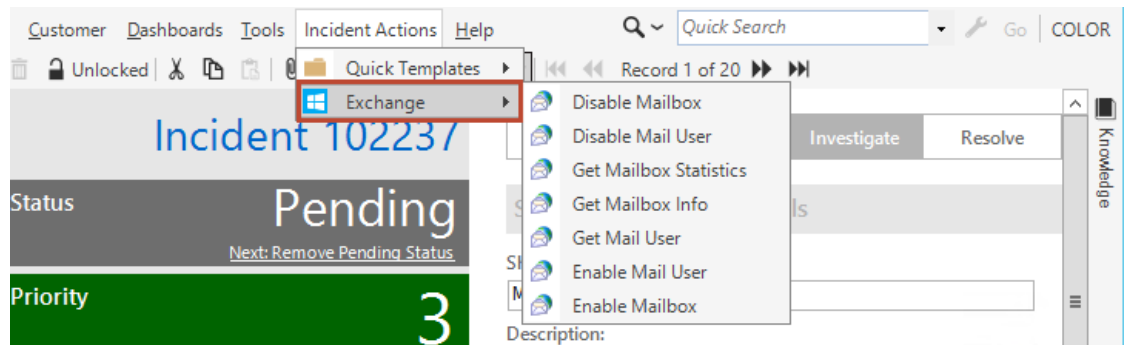 Customer Dashboards Tools Incident Actions Help Quick Search Go COLOR
Unlocked Quick Templates Record 1 of 20
Exchange Disable Mailbox
Incident 102237 Disable Mail User Investigate Resolve
Get Mailbox Statistics
Status Pending Get Mailbox Info ls
Get Mail User
Next: Remove Pending Status
Enable Mail User
Priority 3 Enable Mailbox
Description:
Knowledge